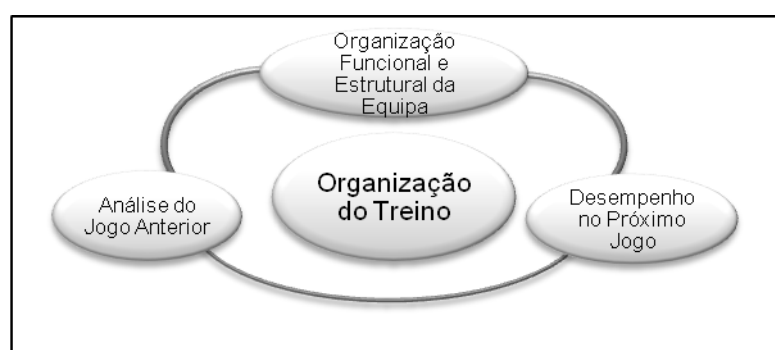 Organização
Funcional e
Estrutural da
Equipa
Organização
do Treino
Análise do
Jogo Anterior
Desempenho
no Próximo
Jogo